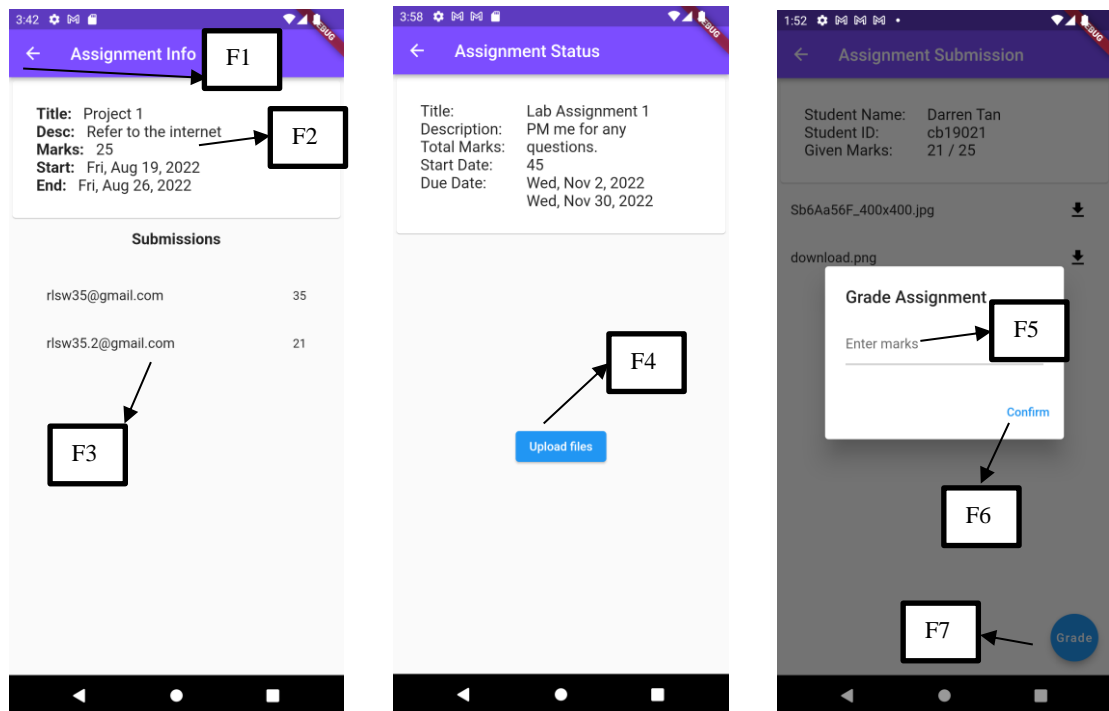 3:42
DEBUG
Assignment Info
F1
Title: Project 1
Desc: Refer to the internet
F2
Marks: 25
Start: Fri, Aug 19, 2022
End: Fri, Aug 26, 2022
Submissions
rlsw35@gmail.com 35
rlsw35.2@gmail.com 21
F3
3:58
DEBUG
Assignment Status
Title: Lab Assignment 1
Description: PM me for any
Total Marks: questions.
Start Date: 45
Due Date: Wed, Nov 2, 2022
Wed, Nov 30, 2022
F4
Upload files
1:52
DEBUG
Assignment Submission
Student Name: Darren Tan
Student ID: cb19021
Given Marks: 21 / 25
Sb6Aa56F_400x400.jpg
download.png
Grade Assignment
F5
Enter marks
Confirm
F6
F7
Grade